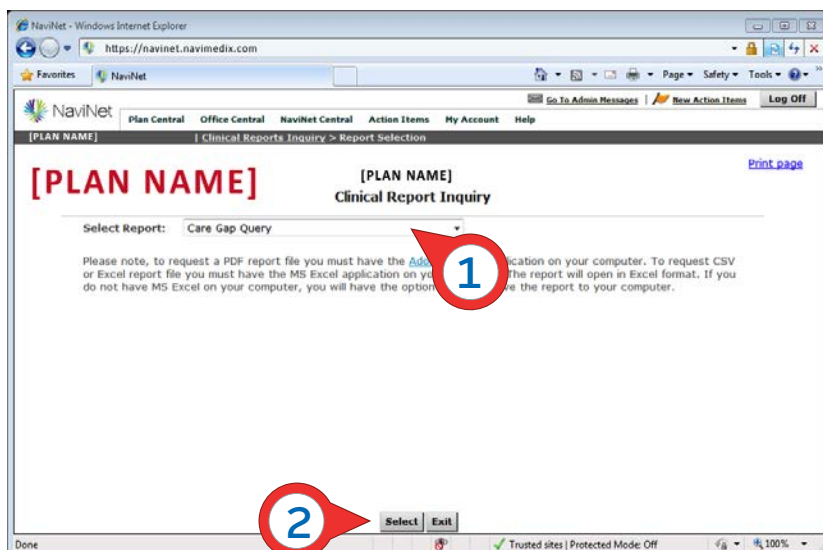 NaviNet - Windows Internet Explorer
https://navinet.navimedix.com
Favorites NaviNet Page Safety Tools
Go To Admin Messages | New Action Items Log Off
NaviNet Plan Central Office Central NaviNet Central Action Items My Account Help
[PLAN NAME] | Clinical Reports Inquiry > Report Selection
Print page
[PLAN NAME] [PLAN NAME]
Clinical Report Inquiry
Select Report: Care Gap Query
1
Please note, to request a PDF report file you must have the on your computer. To request CSV
or Excel report file you must have the MS Excel application on The report will open in Excel format. If you
do not have MS Excel on your computer, you will have the option the report to your computer.
2
Select Exit
Done Trusted sites | Protected Mode: Off 100%